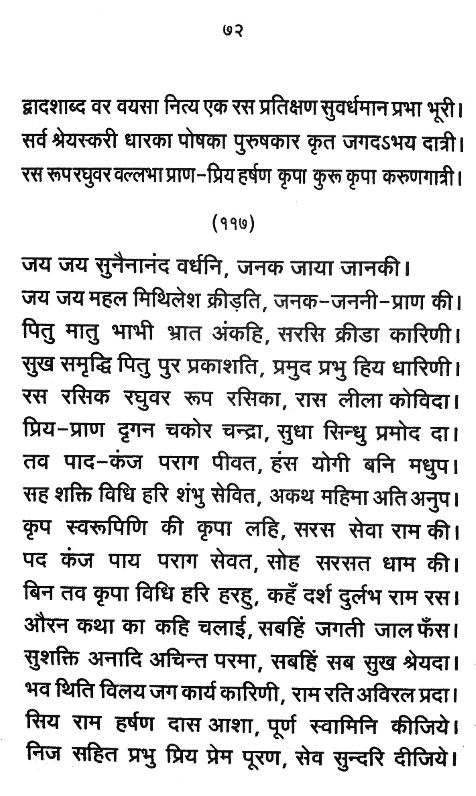 ७२
द्वादशाब्द वर वयसा नित्य एक रस प्रतिक्षण सुवर्धमान प्रभा भूरी।
सर्व श्रेयस्करी धारका पोषका पुरुषकार कृत जगदऽभय दात्री।
रस रूप रघुवर वल्लभा प्राण-प्रिय हर्षण कृपा कुरू कृपा करुणगात्री।
(११७)
जय जय सुनैनानंद वर्धनि, जनक जाया जानकी।
जय जय महल मिथिलेश क्रीड़ति, जनक-जननी-प्राण की।
पितु मातु भाभी भ्रात अंकहि, सरसि क्रीडा कारिणी।
सुख समृद्धि पितु पुर प्रकाशति, प्रमुद प्रभु हिय धारिणी।
रस रसिक रघुवर रूप रसिका, रास लीला कोविदा।
प्रिय-प्राण दृगन चकोर चन्द्रा, सुधा सिन्धु प्रमोद दा।
तव पाद-कंज पराग पीवत, हंस योगी बनि मधुप।
सह शक्ति विधि हरि शंभु सेवित, अकथ महिमा अति अनुप।
कृप स्वरूपिणि की कृपा लहि, सरस सेवा राम की।
पद कंज पाय पराग सेवत, सोह सरसत धाम की।
बिन तव कृपा विधि हरि हरहु, कहँ दर्श दुर्लभ राम रस।
औरन कथा का कहि चलाई, सबहिं जगती जाल फँस।
सुशक्ति अनादि अचिन्त परमा, सबहिं सब सुख श्रेयदा।
भव थिति विलय जग कार्य कारिणी, राम रति अविरल प्रदा।
सिय राम हर्षण दास आशा, पूर्ण स्वामिनि कीजिये।
निज सहित प्रभु प्रिय प्रेम पूरण, सेव सुन्दरि दीजिये।